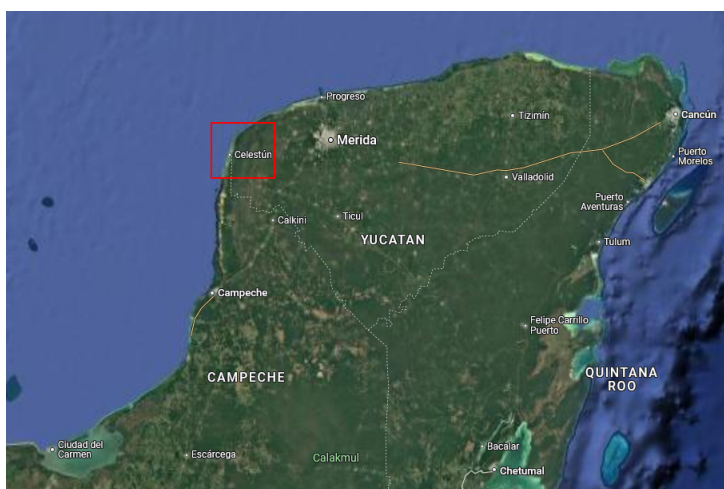 Progreso
Tizimín
Cancún
Merida
Celestún
Puerto
Morelos
Valladolid
Puerto
Aventuras
Calkini
Ticul
YUCATAN
Tulum
Campeche
Felipe Carrillo
Puerto
CAMPECHE
QUINTANA
ROO
Ciudad del
Carmen
Escárcega
Calakmul
Bacalar
Chetumal